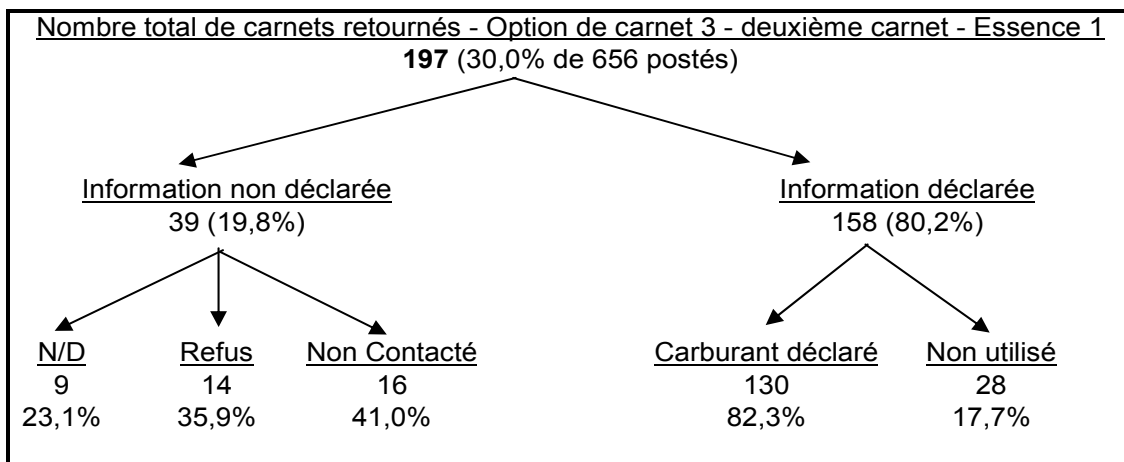 Nombre total de carnets retournés - Option de carnet 3 - deuxième carnet - Essence 1
197 (30,0% de 656 postés)
Information non déclarée
39 (19,8%)
Information déclarée
158 (80,2%)
N/D
9
23,1%
Refus
14
35,9%
Non Contacté
16
41,0%
Carburant déclaré
130
82,3%
Non utilisé
28
17,7%